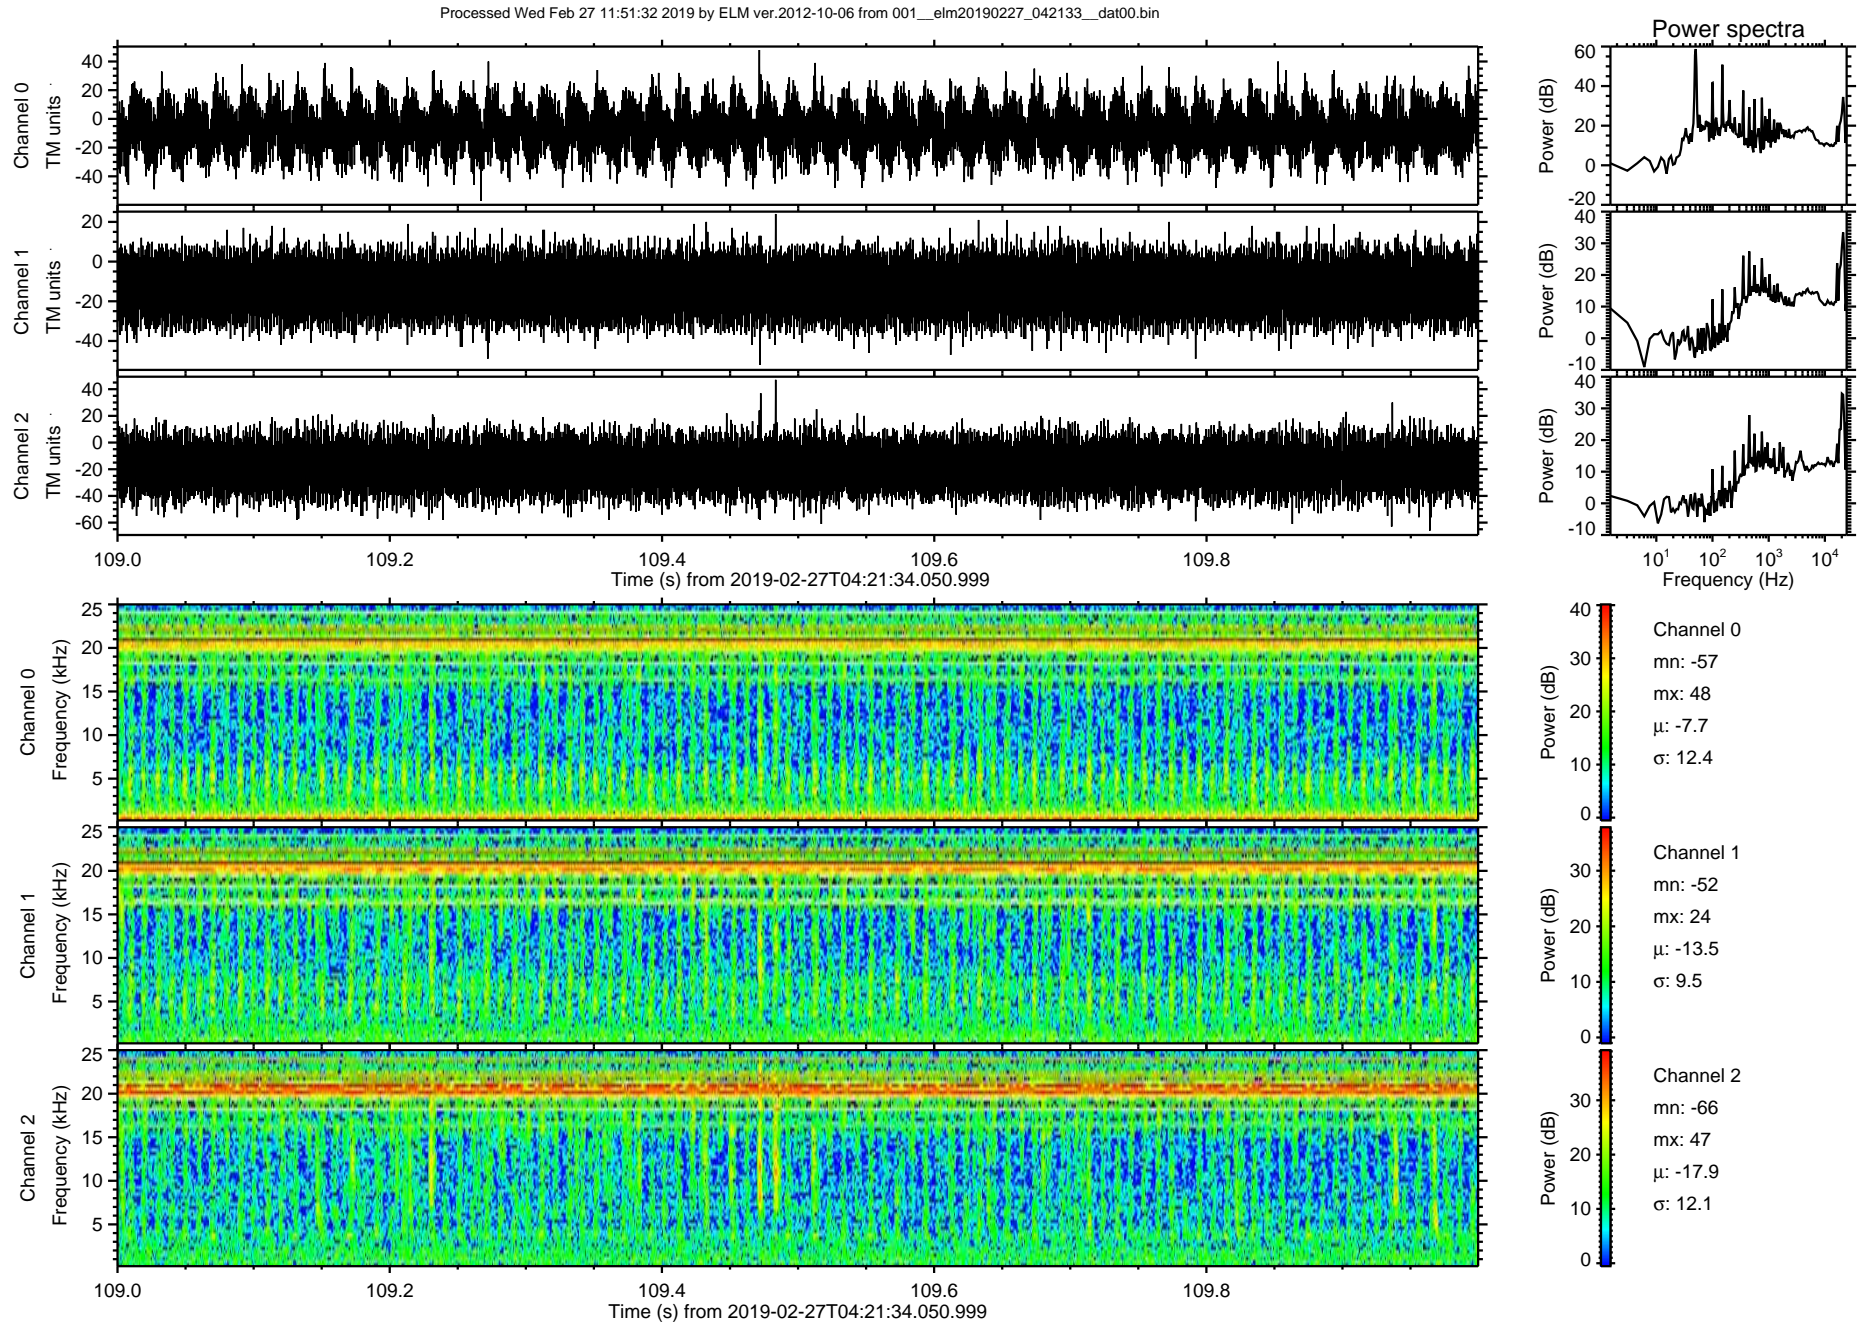 Processed Wed Feb 27 11:51:32 2019 by ELM ver.2012-10-06 from 001__elm20190227_042133__dat00.bin
Power spectra
Channel 0
TM units
40
20
0
-20
-40
Power (dB)
60
40
20
0
-20
Channel 1
TM units
20
0
-20
-40
Power (dB)
40
30
20
10
0
-10
Channel 2
TM units
40
20
0
-20
-40
-60
Power (dB)
40
30
20
10
0
-10
109.0 109.2 109.4 109.6 109.8
Time (s) from 2019-02-27T04:21:34.050.999
10¹ 10² 10³ 10⁴
Frequency (Hz)
Channel 0
Frequency (kHz)
25
20
15
10
5
Power (dB)
40
30
20
10
0
Channel 0
mn: -57
mx: 48
μ: -7.7
σ: 12.4
Channel 1
Frequency (kHz)
25
20
15
10
5
Power (dB)
30
20
10
0
Channel 1
mn: -52
mx: 24
μ: -13.5
σ: 9.5
Channel 2
Frequency (kHz)
25
20
15
10
5
Power (dB)
30
20
10
0
Channel 2
mn: -66
mx: 47
μ: -17.9
σ: 12.1
109.0 109.2 109.4 109.6 109.8
Time (s) from 2019-02-27T04:21:34.050.999